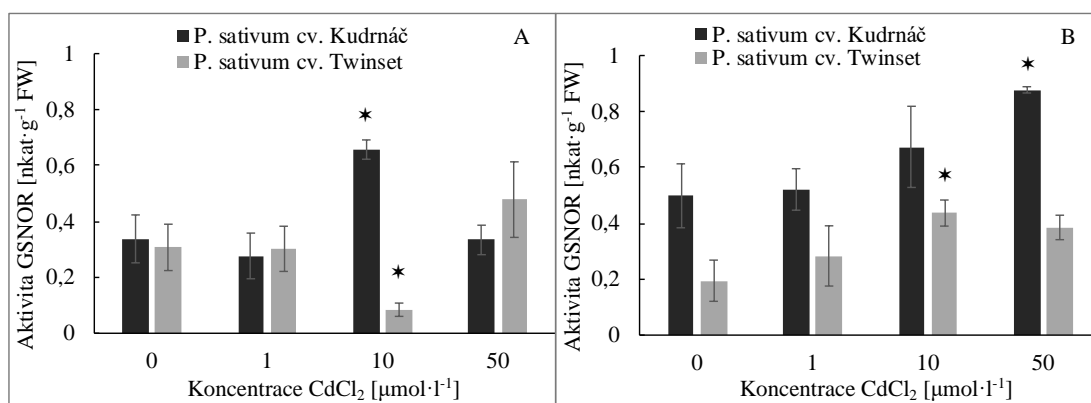 A
P. sativum cv. Kudrnáč
P. sativum cv. Twinset
Aktivita GSNOR [nkat·g⁻¹ FW]
1
0,8
0,6
0,4
0,2
0
0 1 10 50
Koncentrace CdCl₂ [µmol·l⁻¹]
B
P. sativum cv. Kudrnáč
P. sativum cv. Twinset
Aktivita GSNOR [nkat·g⁻¹ FW]
1
0,8
0,6
0,4
0,2
0
0 1 10 50
Koncentrace CdCl₂ [µmol·l⁻¹]